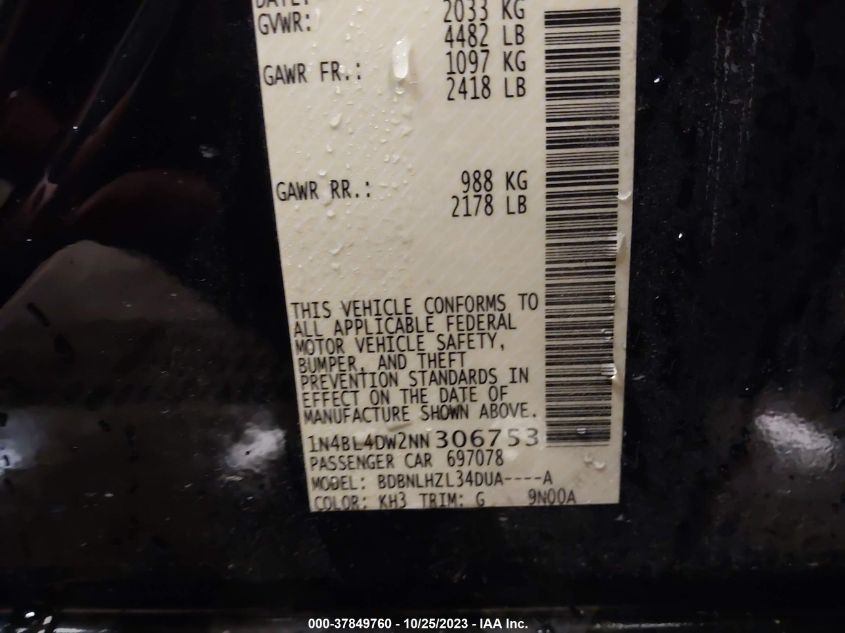 DATE:
GVWR: 2033 KG
4482 LB
GAWR FR.: 1097 KG
2418 LB
GAWR RR.: 988 KG
2178 LB
THIS VEHICLE CONFORMS TO
ALL APPLICABLE FEDERAL
MOTOR VEHICLE SAFETY,
BUMPER, AND THEFT
PREVENTION STANDARDS IN
EFFECT ON THE DATE OF
MANUFACTURE SHOWN ABOVE.
1N4BL4DW2NN306753
PASSENGER CAR 697078
MODEL: BDBNLHZL34DUA----A
COLOR: KH3 TRIM: G 9N00A
000-37849760 - 10/25/2023 - IAA Inc.